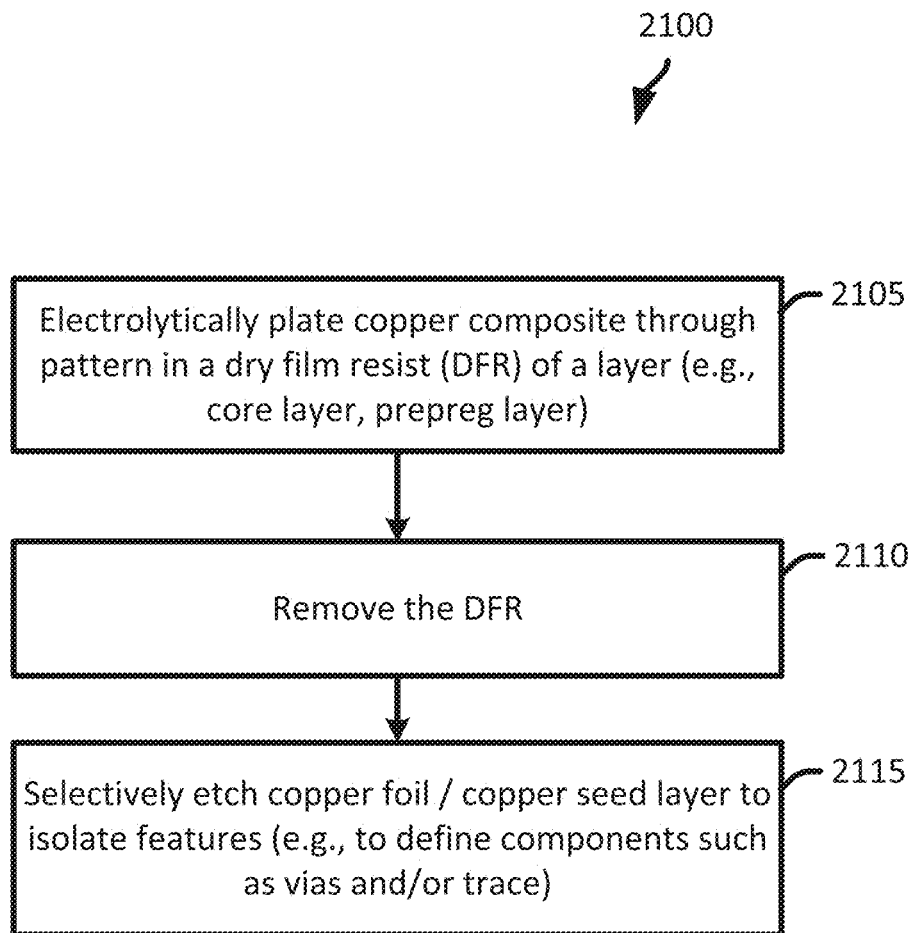 2100
Electrolytically plate copper composite through
pattern in a dry film resist (DFR) of a layer (e.g.,
core layer, prepreg layer)
2105
Remove the DFR
2110
Selectively etch copper foil / copper seed layer to
isolate features (e.g., to define components such
as vias and/or trace)
2115